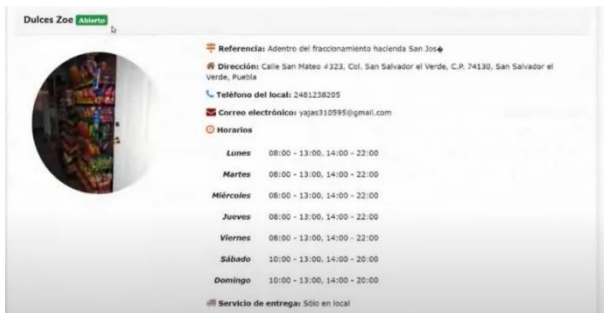 Dulces Zoe Abierto
Referencia: Adentro del fraccionamiento hacienda San Jos�
Dirección: Calle San Mateo #323, Col. San Salvador el Verde, C.P. 74130, San Salvador el
Verde, Puebla
Teléfono del local: 2481238205
Correo electrónico: yajas310595@gmail.com
Horarios
Lunes 08:00 - 13:00, 14:00 - 22:00
Martes 08:00 - 13:00, 14:00 - 22:00
Miércoles 08:00 - 13:00, 14:00 - 22:00
Jueves 08:00 - 13:00, 14:00 - 22:00
Viernes 08:00 - 13:00, 14:00 - 22:00
Sábado 10:00 - 13:00, 14:00 - 20:00
Domingo 10:00 - 13:00, 14:00 - 20:00
Servicio de entrega: Sólo en local